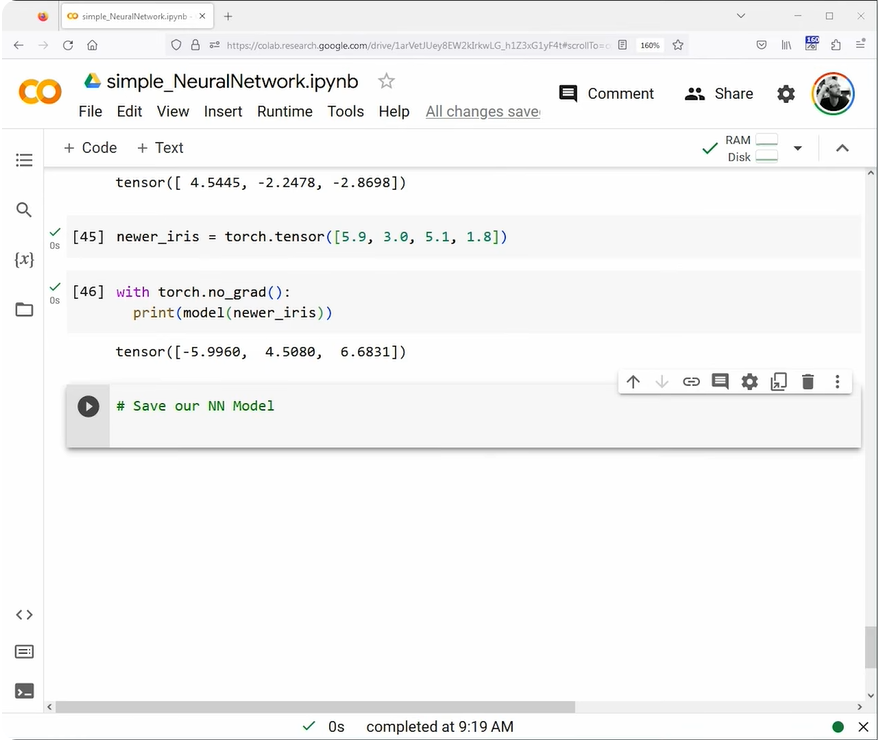 simple_NeuralNetwork.ipynb -
https://colab.research.google.com/drive/1arVetJUey8EW2kIrkwLG_h1Z3xG1yF4t#scrollTo=
160%
160
simple_NeuralNetwork.ipynb
File Edit View Insert Runtime Tools Help All changes save
Comment
Share
+ Code + Text
RAM
Disk
tensor([ 4.5445, -2.2478, -2.8698])
[45] newer_iris = torch.tensor([5.9, 3.0, 5.1, 1.8])
0s
[46] with torch.no_grad():
0s
print(model(newer_iris))
tensor([-5.9960,  4.5080,  6.6831])
# Save our NN Model
{x}
0s completed at 9:19 AM